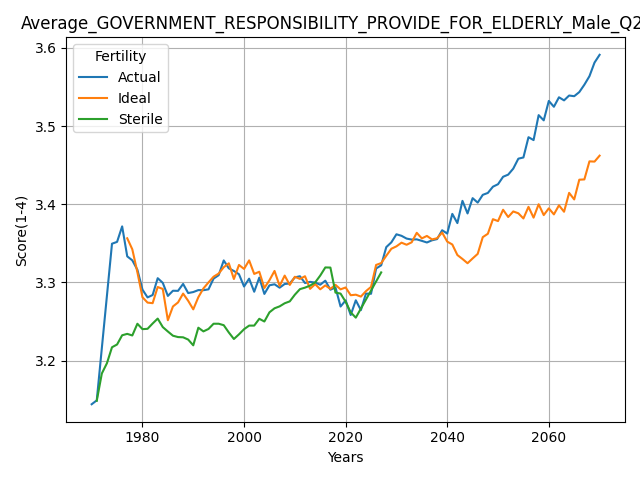 Average_GOVERNMENT_RESPONSIBILITY_PROVIDE_FOR_ELDERLY_Male_Q2
Fertility
Actual
Ideal
Sterile
Score(1-4)
3.6
3.5
3.4
3.3
3.2
1980 2000 2020 2040 2060
Years